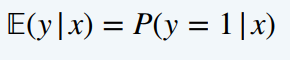 𝔼(y|x) = P(y = 1|x)